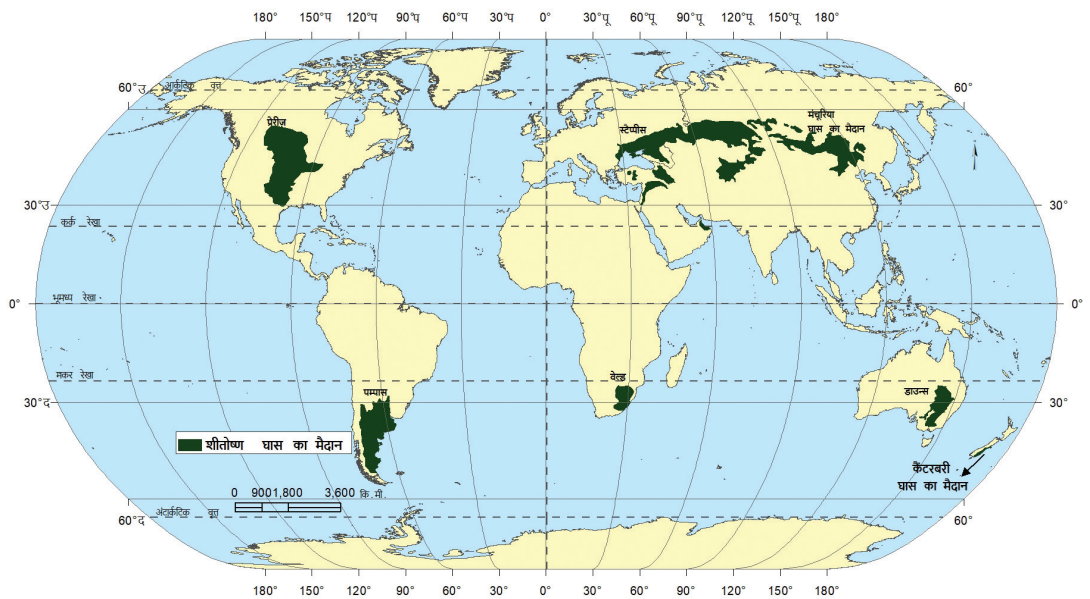 180° 150°प 120°प 90°प 60°प 30°प 0° 30°पू 60°पू 90°पू 120°पू 150°पू 180°
60°उ
आर्कटिक वृत्त
60°
प्रेरीज़
स्टेपीस
मंचूरिया
घास का मैदान
30°उ
30°
कर्क रेखा
0°
भूमध्य रेखा
0°
मकर रेखा
30°द
30°
पम्पास
वेल्ड
डाउन्स
शीतोष्ण घास का मैदान
कैंटरबरी
घास का मैदान
0 900 1,800 3,600 कि.मी.
60°द
अंटार्कटिक वृत्त
60°
180° 150° 120° 90° 60° 30° 0° 30° 60° 90° 120° 150° 180°